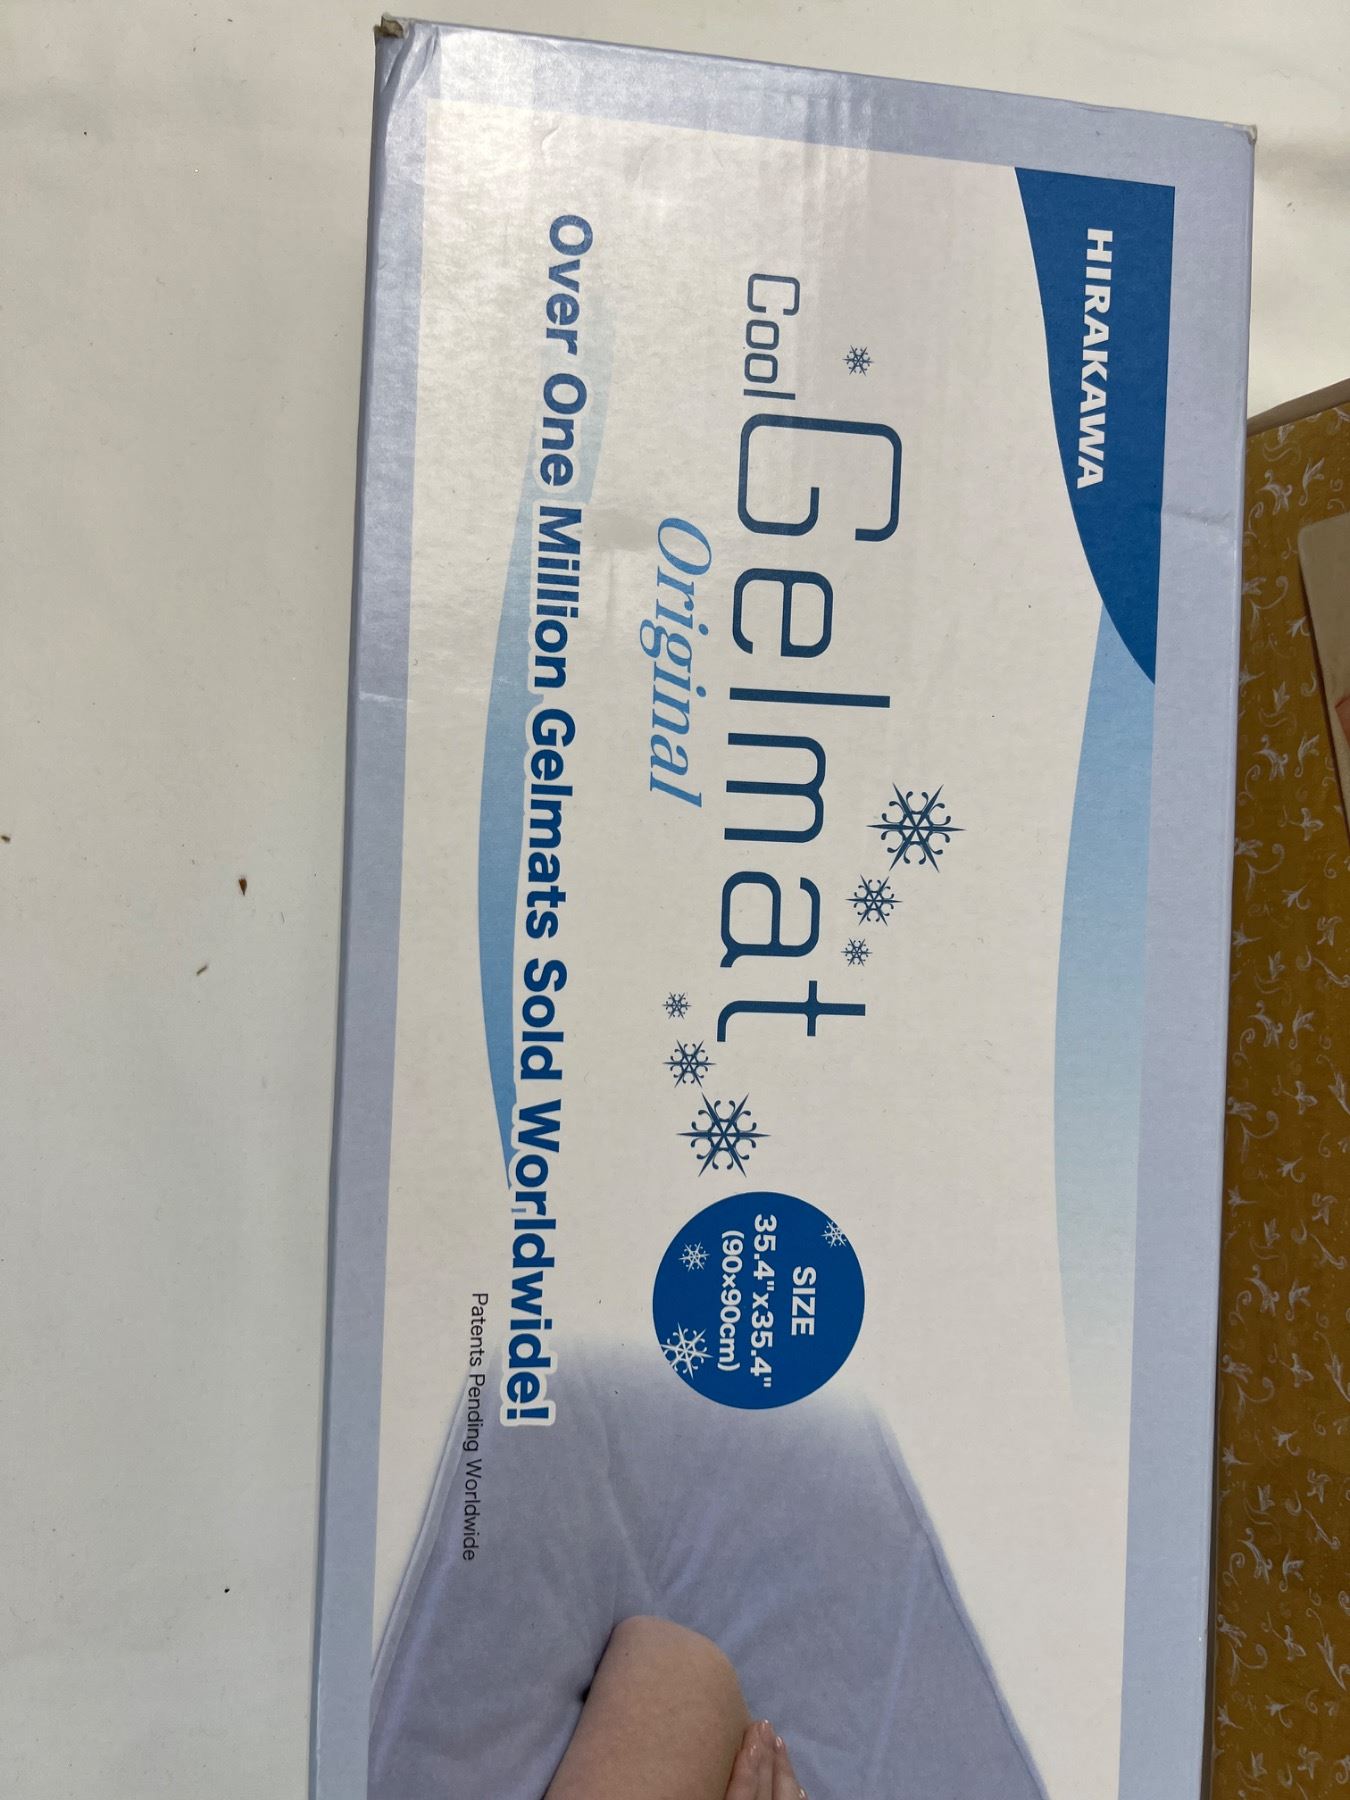 HIRAKAWA
Cool Gelmat
Original
Over One Million Gelmats Sold Worldwide!
SIZE
35.4"x35.4"
(90x90cm)
Patents Pending Worldwide